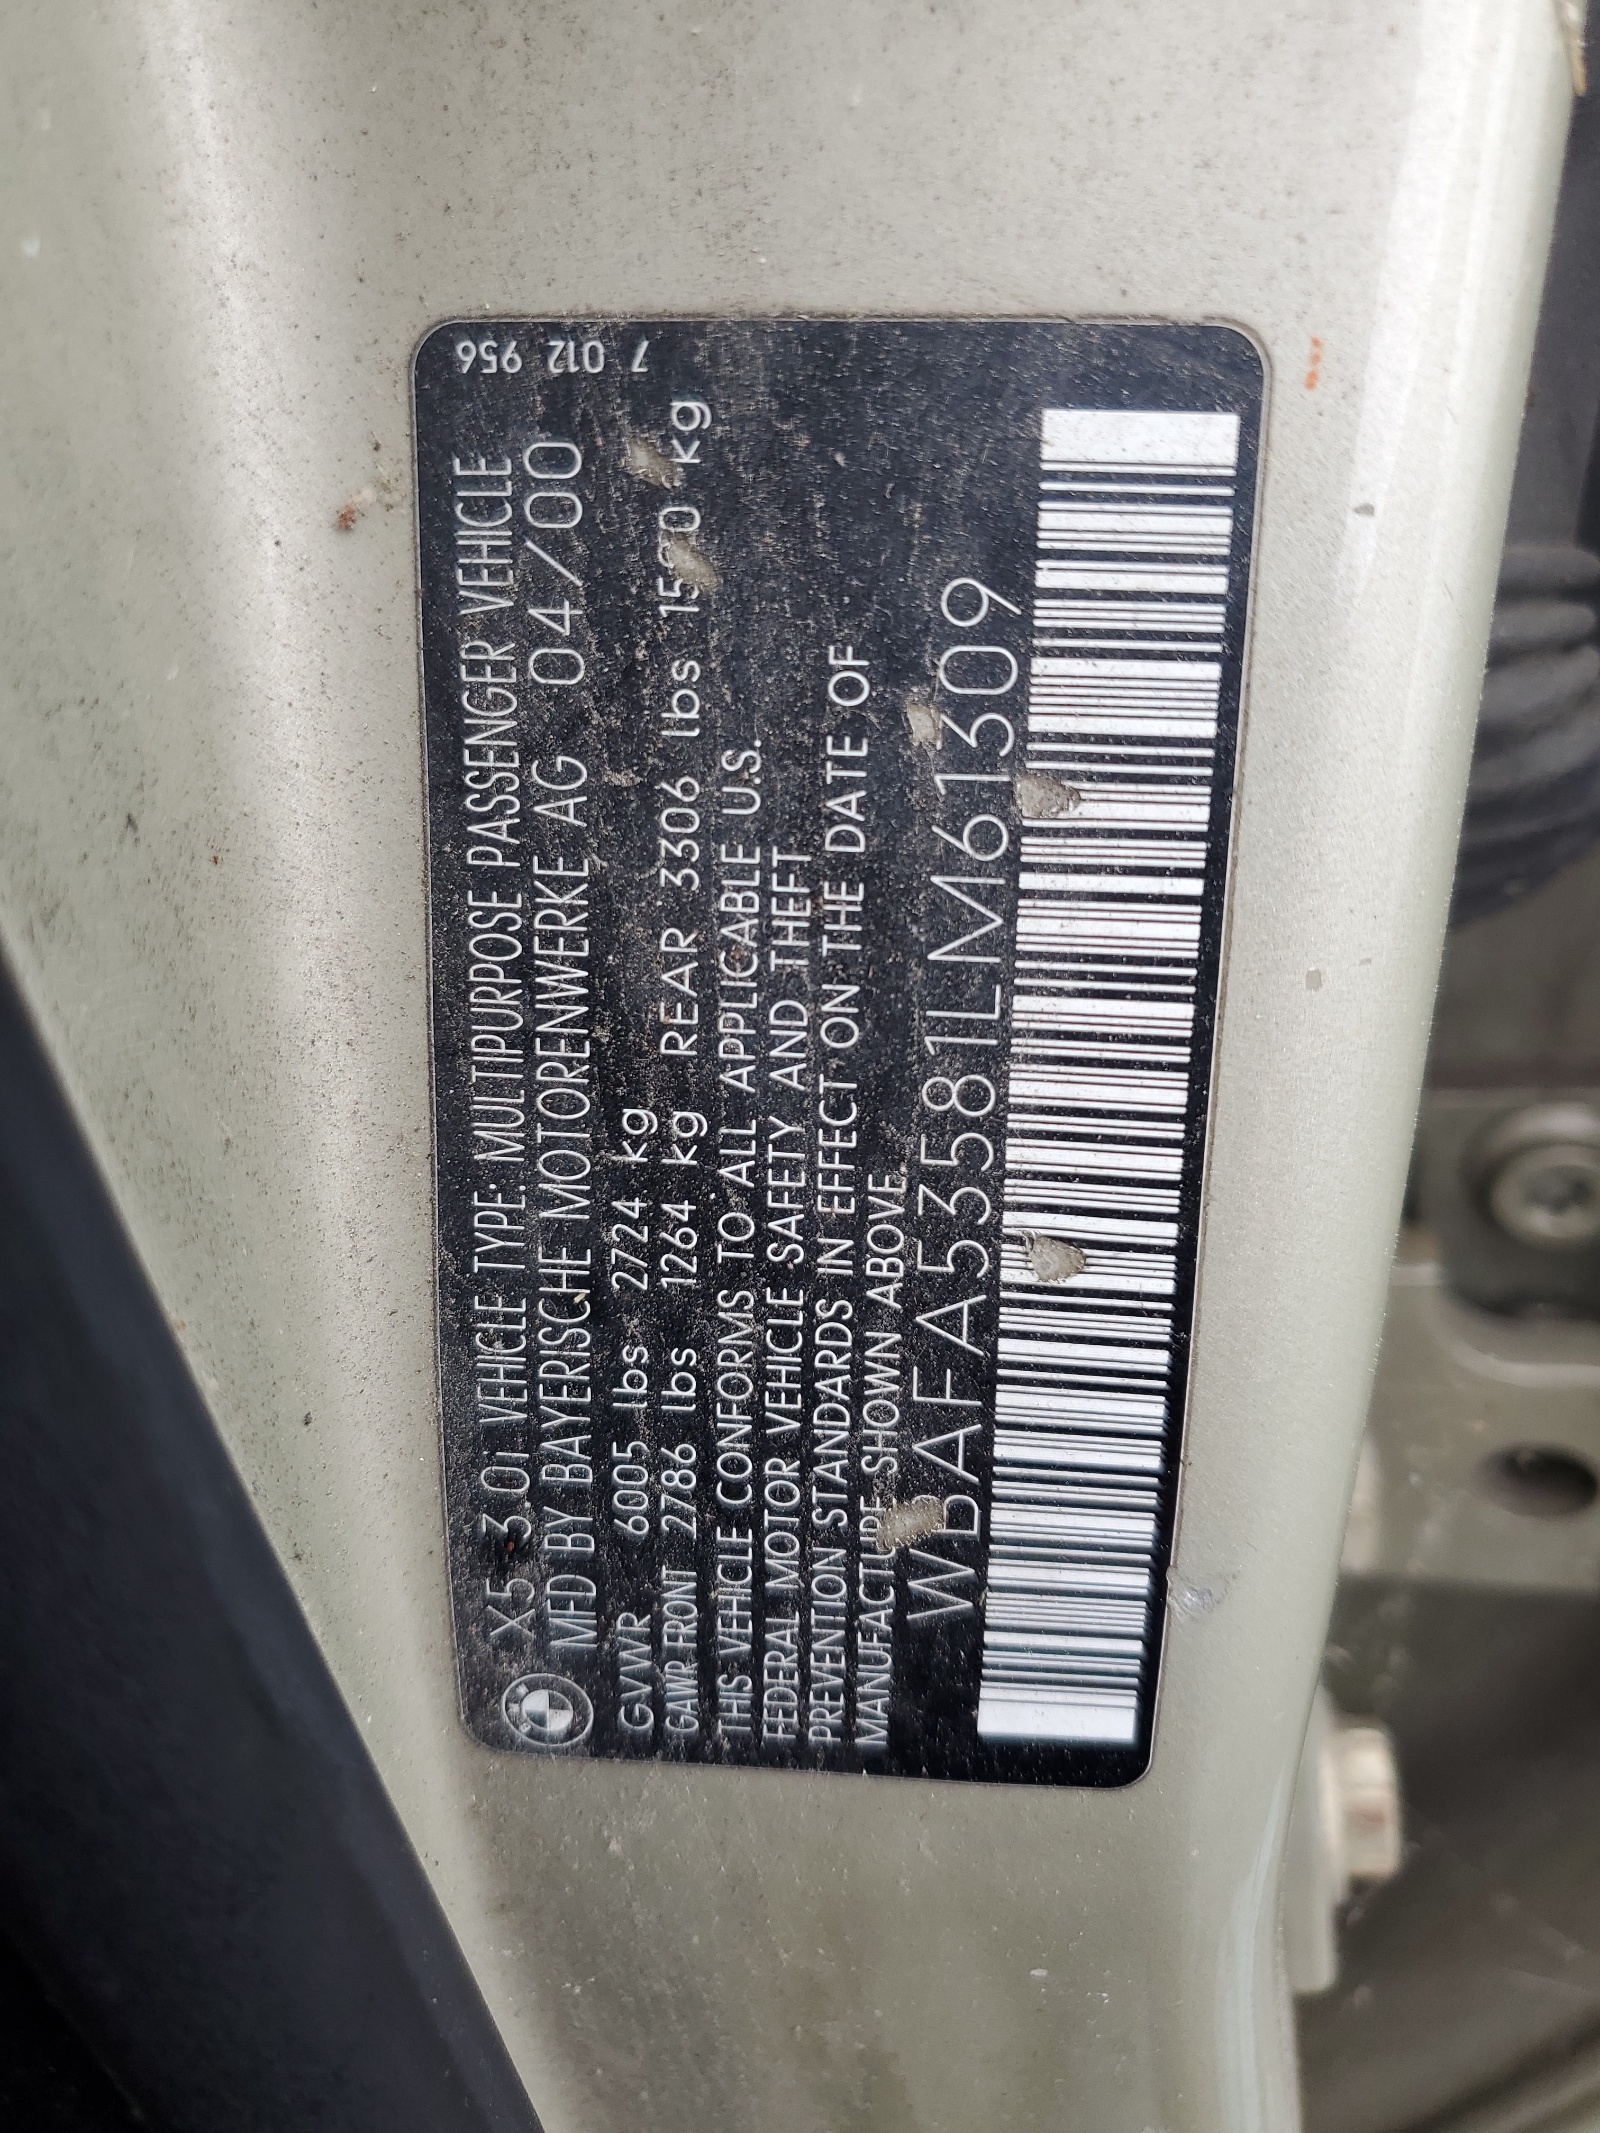 X5 3.0i VEHICLE TYPE: MULTIPURPOSE PASSENGER VEHICLE
MFD BY BAYERISCHE MOTORENWERKE AG 04/00
GVWR 6005 lbs 2724 kg
GAWR FRONT 2786 lbs 1264 kg REAR 3306 lbs kg
THIS VEHICLE CONFORMS TO ALL APPLICABLE U.S.
FEDERAL MOTOR VEHICLE SAFETY AND THEFT
PREVENTION STANDARDS IN EFFECT ON THE DATE OF
MANUFACTURE SHOWN ABOVE.
WBAFA53581LM61309
7 012 956